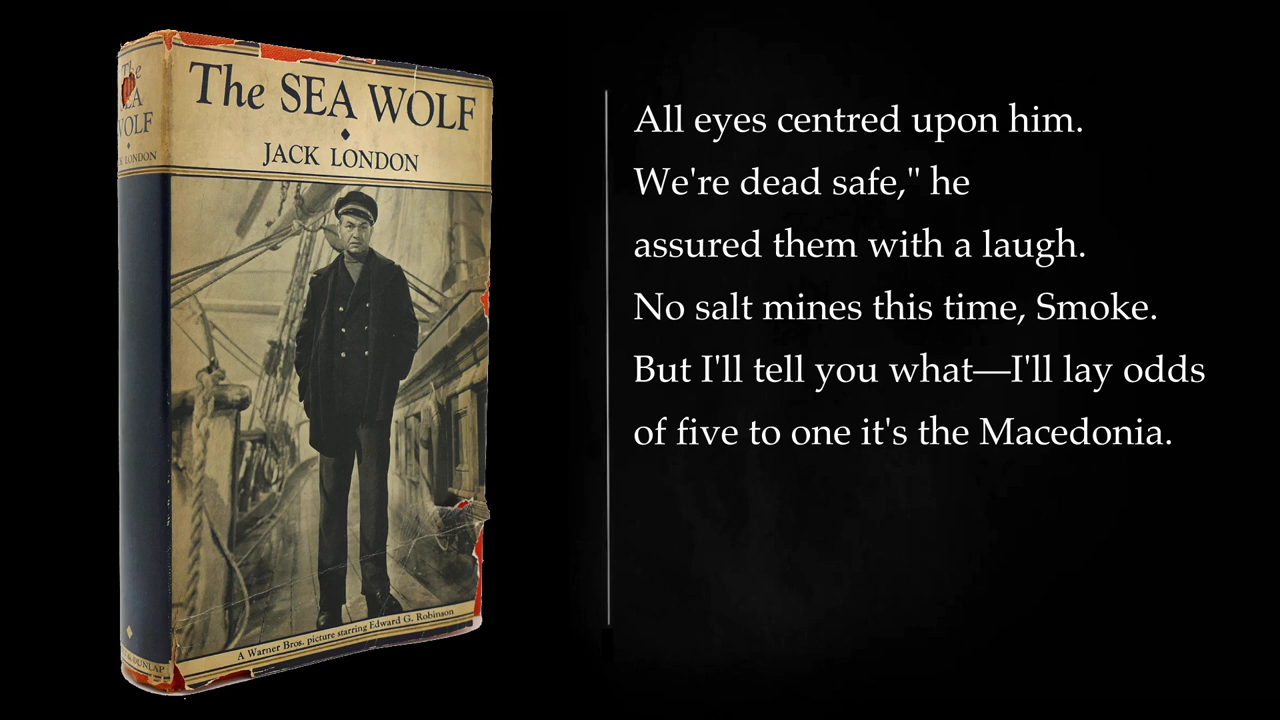 The
SEA
WOLF
LONDON
DUNLAP
The SEA WOLF
JACK LONDON
A Warner Bros. picture starring Edward G. Robinson
All eyes centred upon him.
We're dead safe," he
assured them with a laugh.
No salt mines this time, Smoke.
But I'll tell you what—I'll lay odds
of five to one it's the Macedonia.